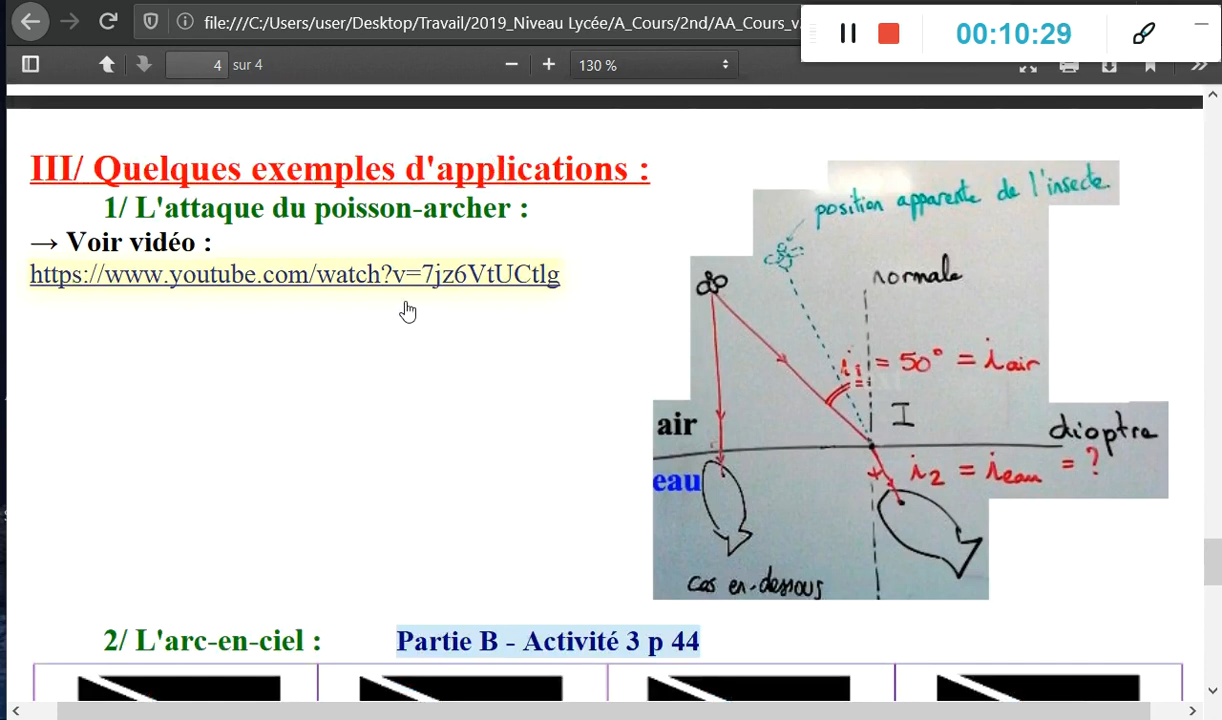 file:///C:/Users/user/Desktop/Travail/2019_Niveau Lycée/A_Cours/2nd/AA_Cours_v
00:10:29
4 sur 4
130 %
III/ Quelques exemples d'applications :
1/ L'attaque du poisson-archer :
→ Voir vidéo :
https://www.youtube.com/watch?v=7jz6VtUCtlg
position apparente de l'insecte.
normale
i1 = 50° = iair
I
air
dioptre
eau
i2 = ieau = ?
cas en-dessous
2/ L'arc-en-ciel : Partie B - Activité 3 p 44